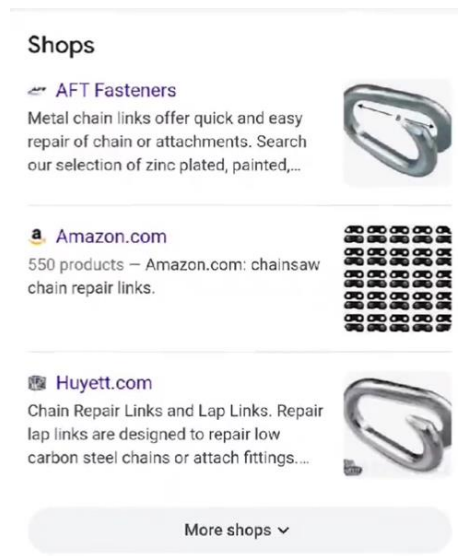 Shops
AFT Fasteners
Metal chain links offer quick and easy
repair of chain or attachments. Search
our selection of zinc plated, painted,...
Amazon.com
550 products — Amazon.com: chainsaw
chain repair links.
Huyett.com
Chain Repair Links and Lap Links. Repair
lap links are designed to repair low
carbon steel chains or attach fittings....
More shops